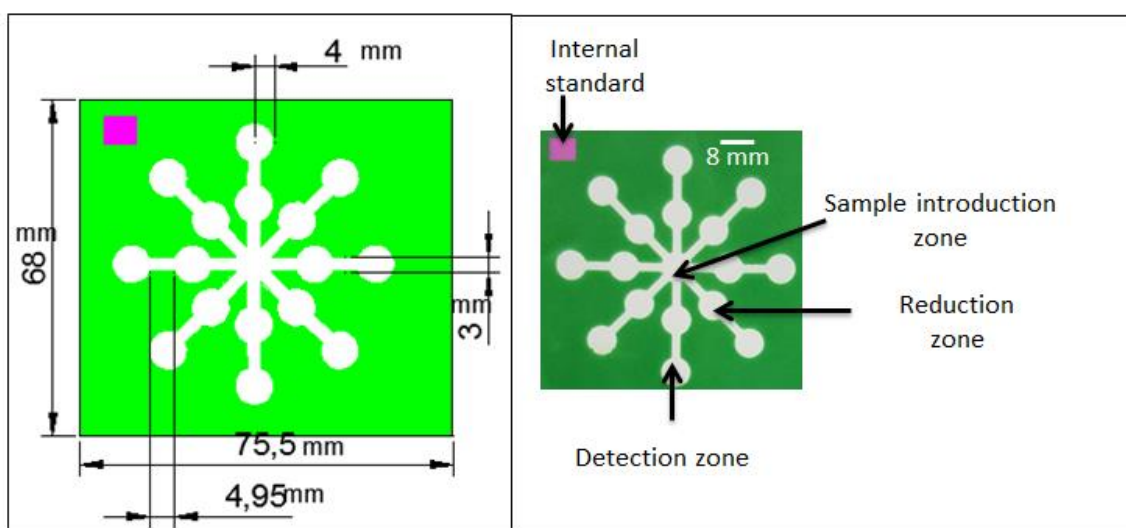 4 mm
68 mm
3 mm
75,5 mm
4,95mm
Internal
standard
8 mm
Sample introduction
zone
Reduction
zone
Detection zone